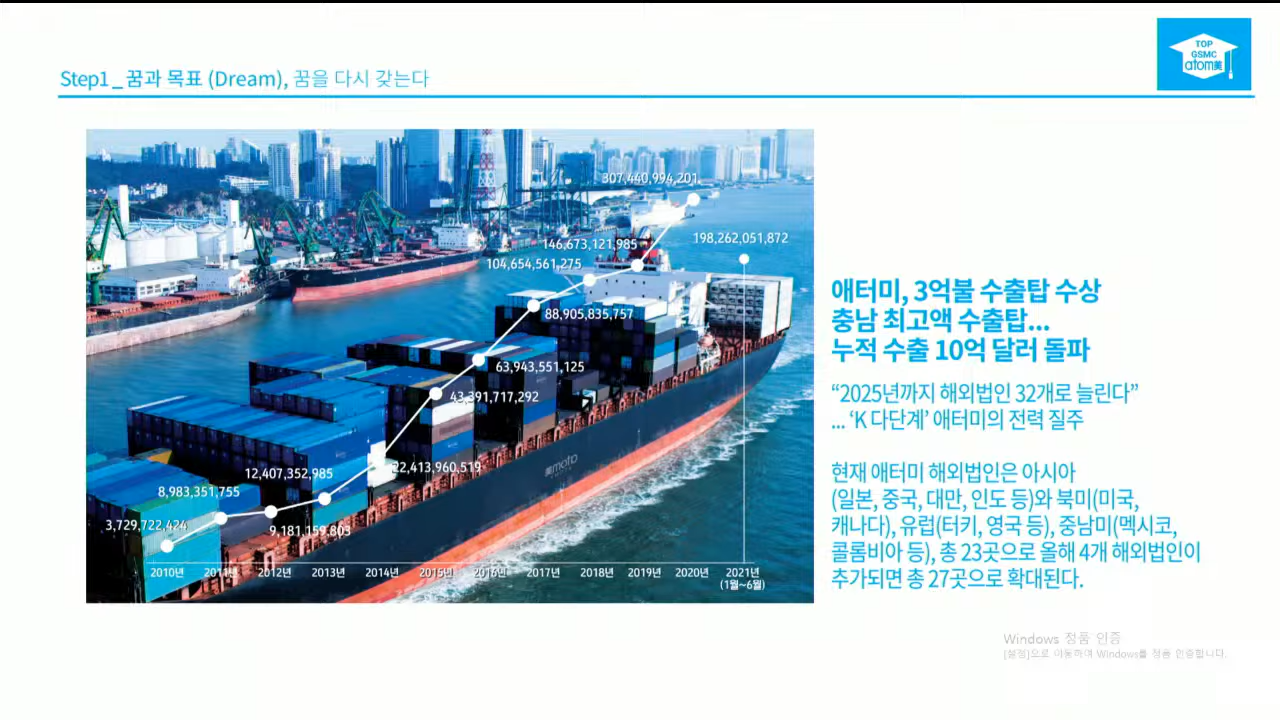 Step1_꿈과 목표 (Dream), 꿈을 다시 갖는다
TOP
GSMC
atom美
307,440,994,201
146,673,121,985
198,262,051,872
104,654,561,275
88,905,835,757
63,943,551,125
43,391,717,292
22,413,960,519
12,407,352,985
8,983,351,755
3,729,722,424
9,181,159,803
2010년 2011년 2012년 2013년 2014년 2015년 2016년 2017년 2018년 2019년 2020년 2021년
(1월~6월)
애터미, 3억불 수출탑 수상
충남 최고액 수출탑...
누적 수출 10억 달러 돌파
“2025년까지 해외법인 32개로 늘린다”
... ‘K 다단계’ 애터미의 전력 질주
현재 애터미 해외법인은 아시아
(일본, 중국, 대만, 인도 등)와 북미(미국,
캐나다), 유럽(터키, 영국 등), 중남미(멕시코,
콜롬비아 등), 총 23곳으로 올해 4개 해외법인이
추가되면 총 27곳으로 확대된다.
Windows 정품 인증
[설정]으로 이동하여 Windows를 정품 인증합니다.